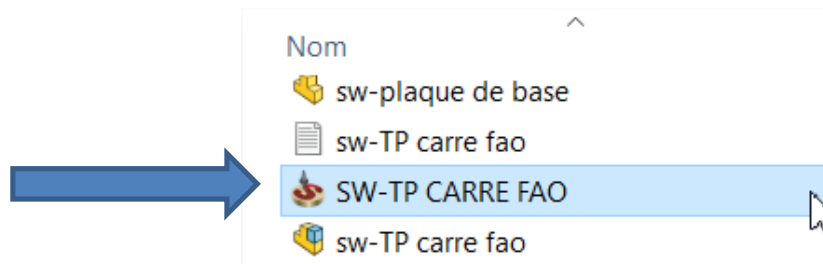 Nom
sw-plaque de base
sw-TP carre fao
SW-TP CARRE FAO
sw-TP carre fao